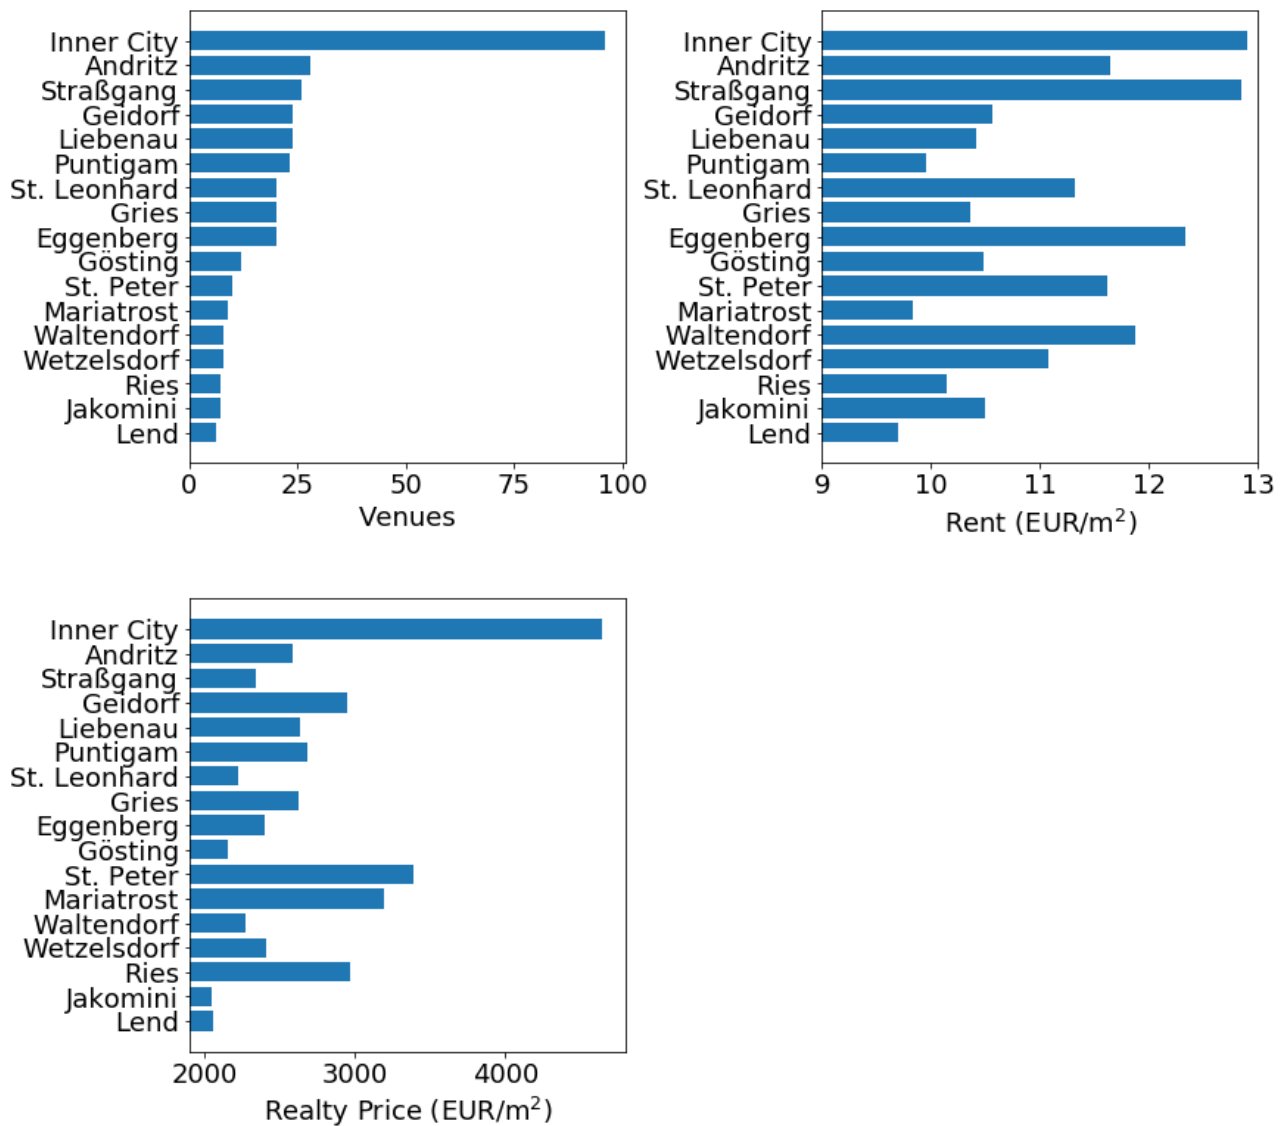 Inner City
Andritz
Straßgang
Geidorf
Liebenau
Puntigam
St. Leonhard
Gries
Eggenberg
Gösting
St. Peter
Mariatrost
Waltendorf
Wetzelsdorf
Ries
Jakomini
Lend
0 25 50 75 100
Venues
Inner City
Andritz
Straßgang
Geidorf
Liebenau
Puntigam
St. Leonhard
Gries
Eggenberg
Gösting
St. Peter
Mariatrost
Waltendorf
Wetzelsdorf
Ries
Jakomini
Lend
9 10 11 12 13
Rent (EUR/m²)
Inner City
Andritz
Straßgang
Geidorf
Liebenau
Puntigam
St. Leonhard
Gries
Eggenberg
Gösting
St. Peter
Mariatrost
Waltendorf
Wetzelsdorf
Ries
Jakomini
Lend
2000 3000 4000
Realty Price (EUR/m²)